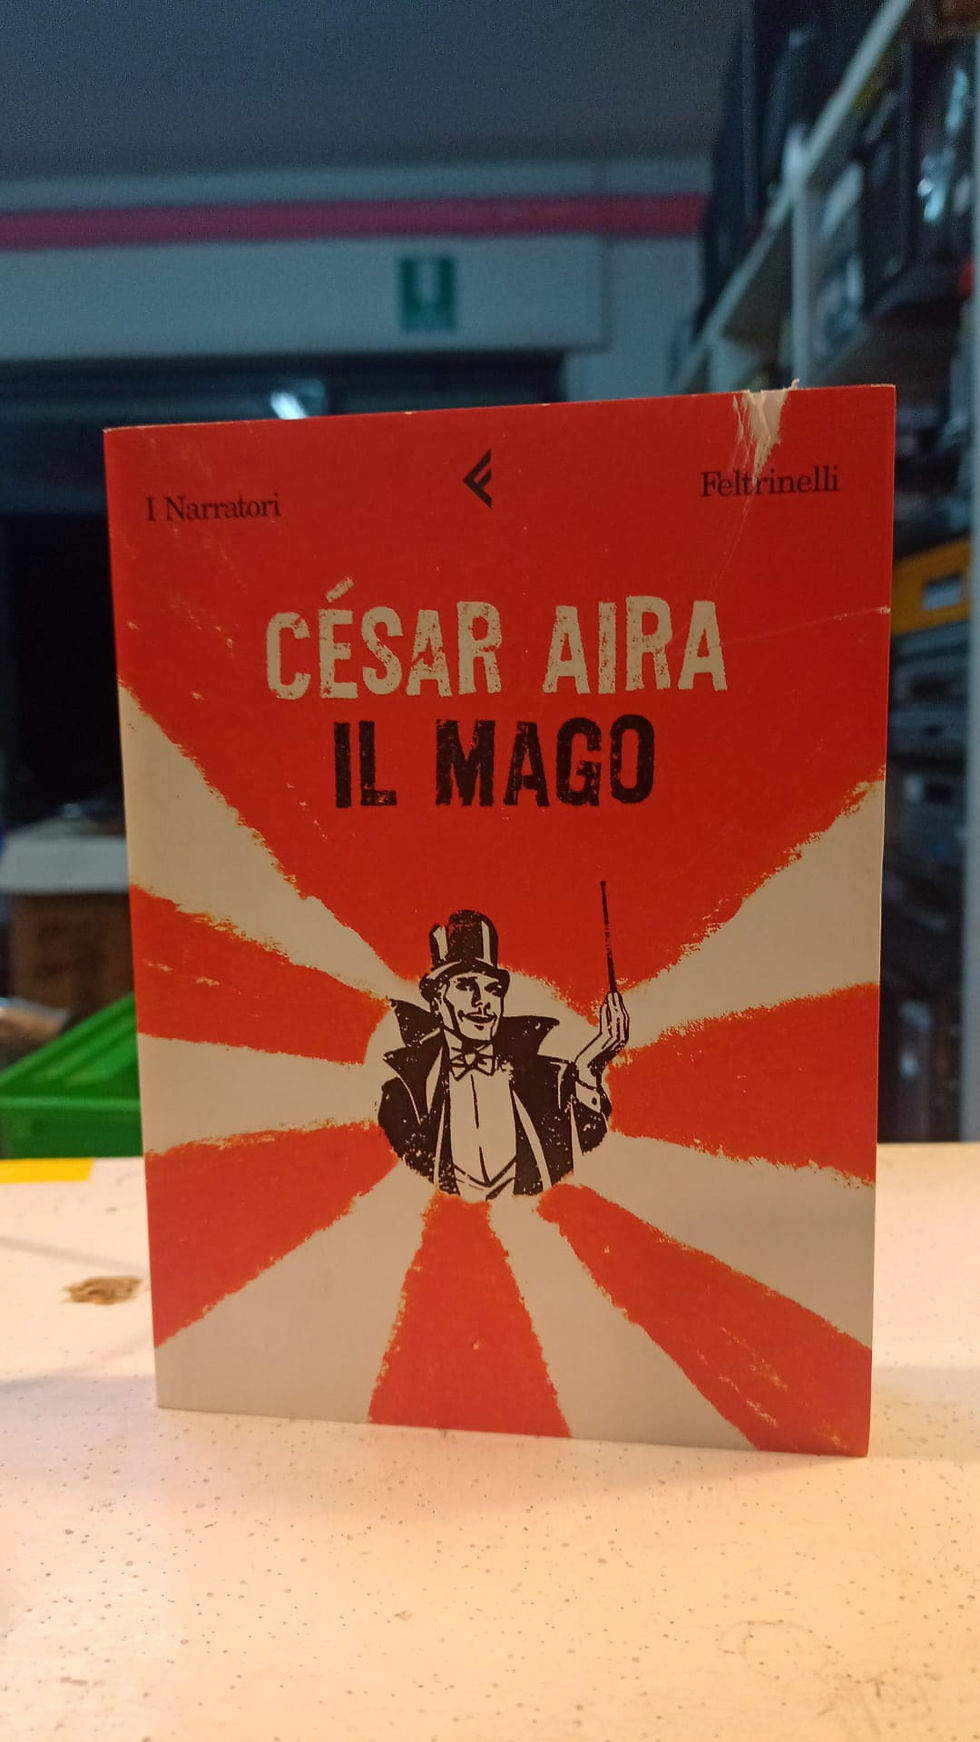 I Narratori
Feltrinelli
CÉSAR AIRA
IL MAGO